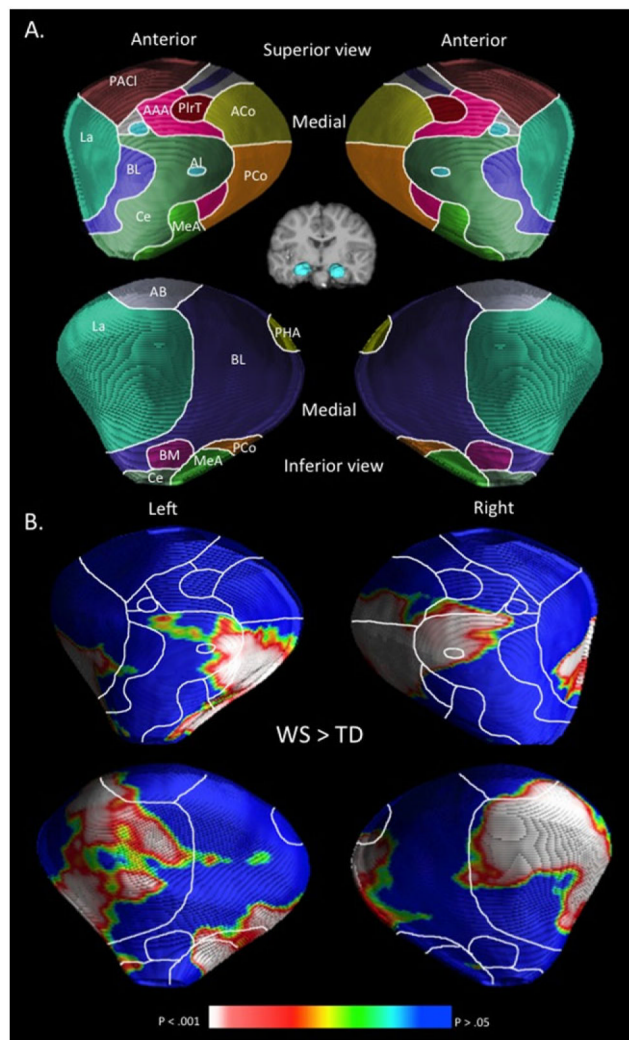 A.
Anterior
Superior view
Anterior
PACl
AAA
PIrT
ACo
Medial
La
BL
AI
PCo
Ce
MeA
AB
La
PHA
BL
Medial
BM
PCo
MeA
Ce
Inferior view
B.
Left
Right
WS > TD
P < .001
P > .05